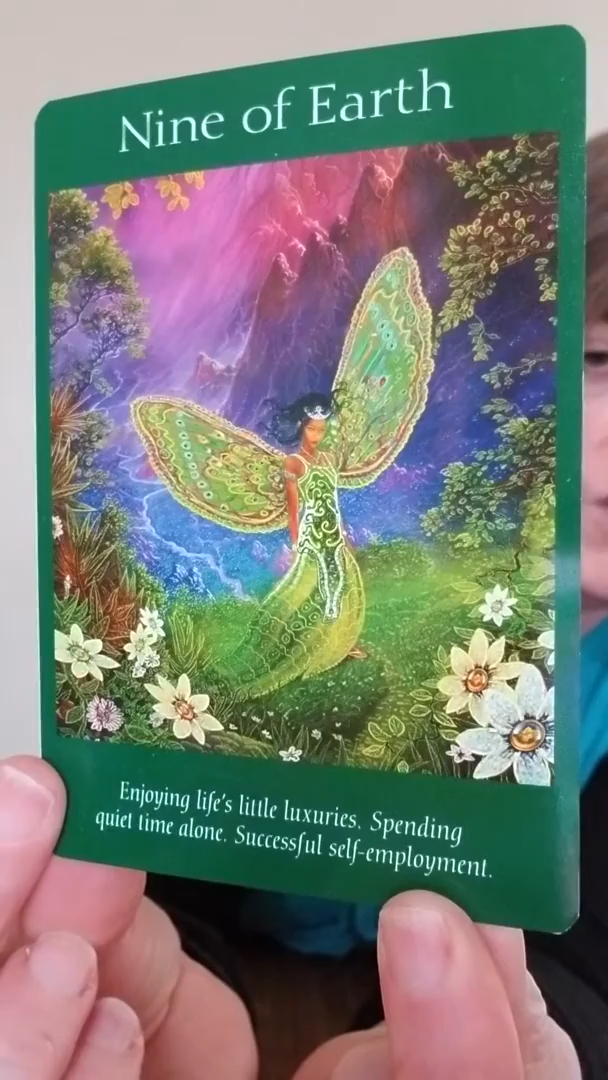 Nine of Earth
Enjoying life's little luxuries. Spending
quiet time alone. Successful self-employment.